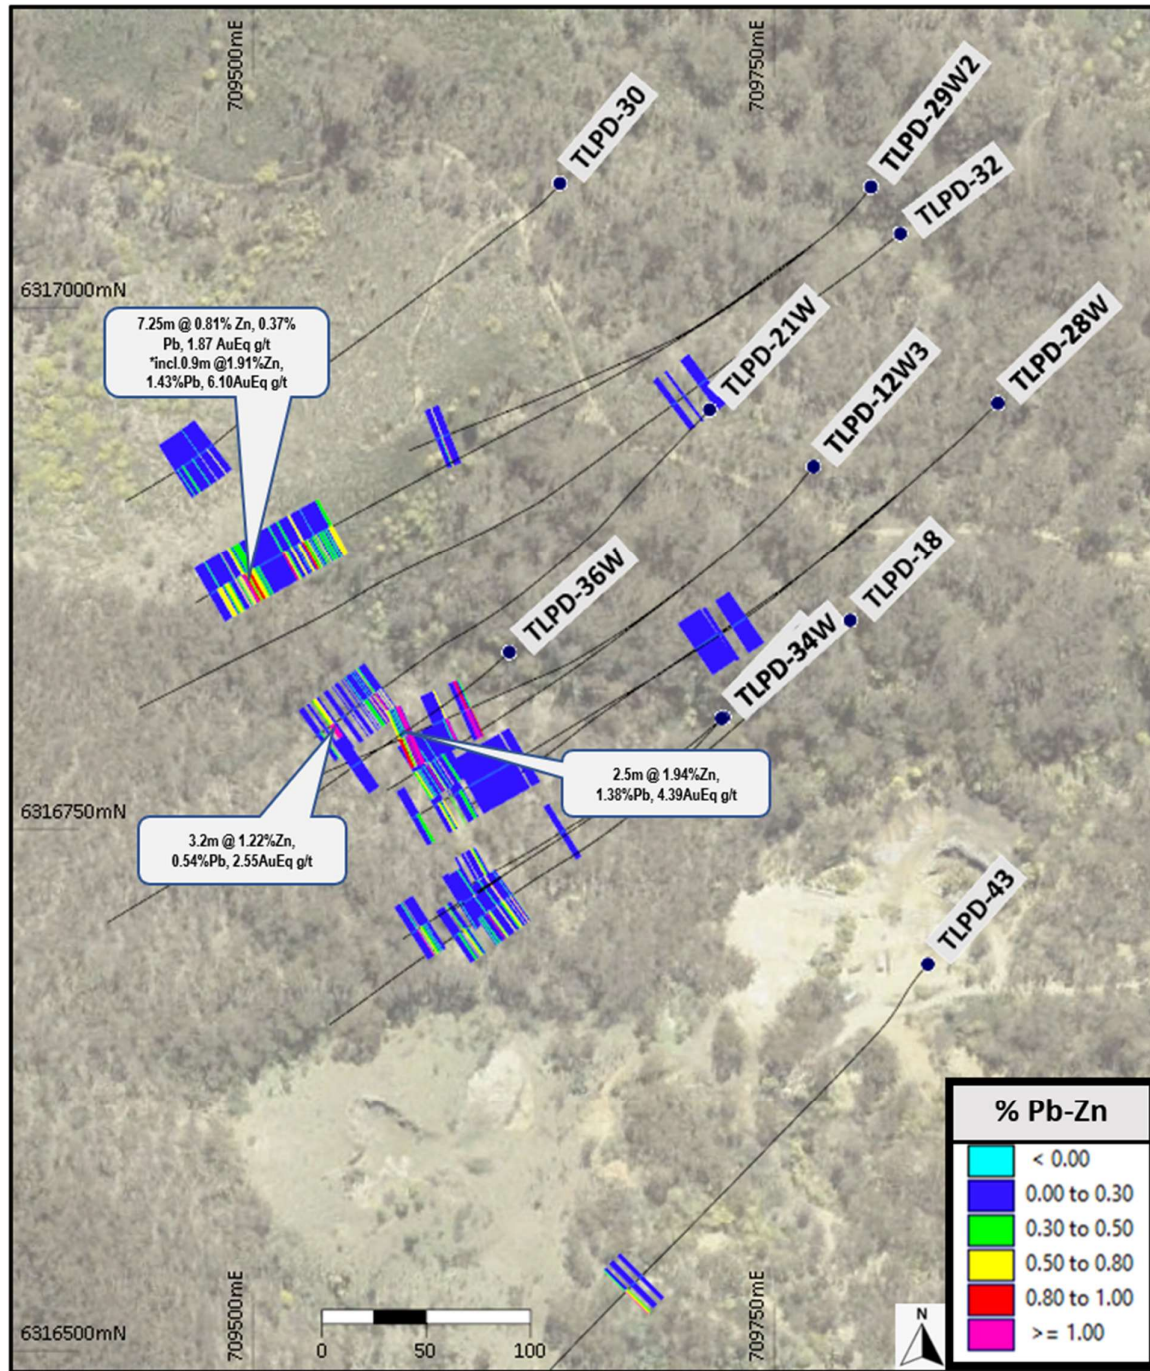 709500mE
709750mE
TLPD-30
TLPD-29W2
TLPD-32
6317000mN
7.25m @ 0.81% Zn, 0.37%
Pb, 1.87 AuEq g/t
*incl.0.9m @1.91%Zn,
1.43%Pb, 6.10AuEq g/t
TLPD-21W
TLPD-28W
TLPD-12W3
TLPD-18
TLPD-36W
TLPD-34W
2.5m @ 1.94%Zn,
1.38%Pb, 4.39AuEq g/t
6316750mN
3.2m @ 1.22%Zn,
0.54%Pb, 2.55AuEq g/t
TLPD-43
% Pb-Zn
< 0.00
0.00 to 0.30
0.30 to 0.50
0.50 to 0.80
0.80 to 1.00
>= 1.00
709500mE
709750mE
6316500mN
0 50 100
N